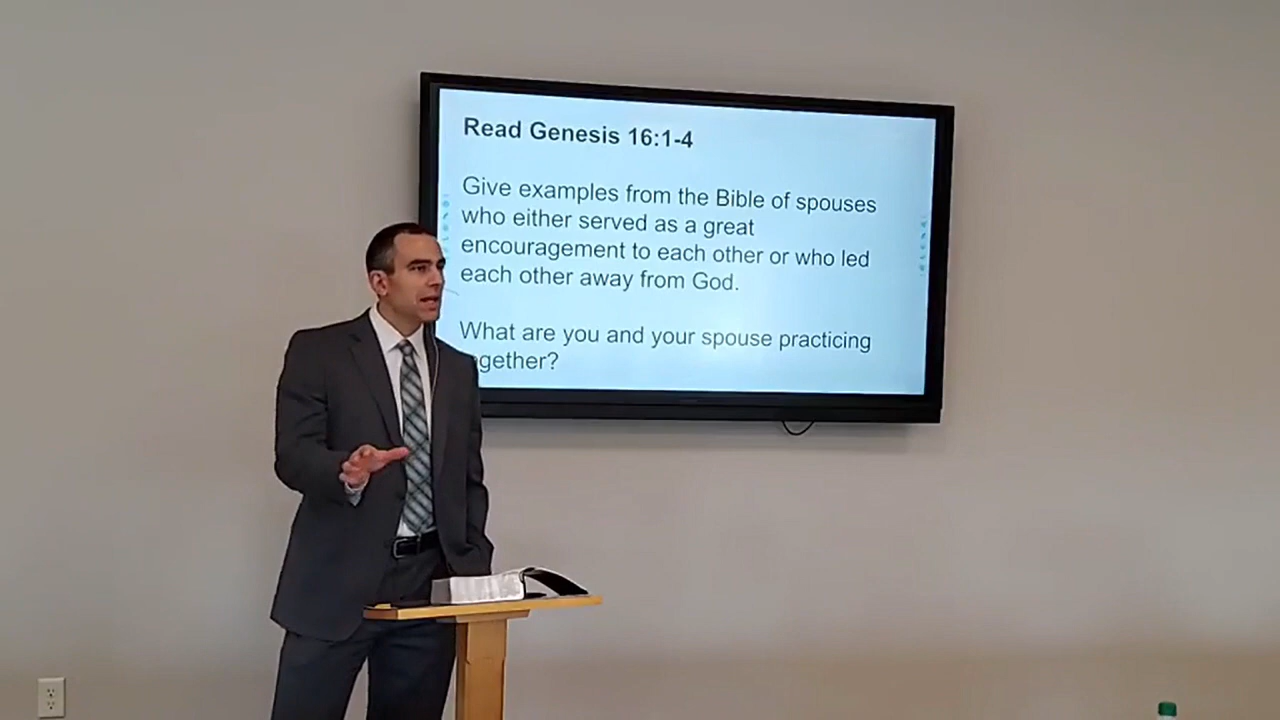 Read Genesis 16:1-4
Give examples from the Bible of spouses
who either served as a great
encouragement to each other or who led
each other away from God.
What are you and your spouse practicing
ogether?